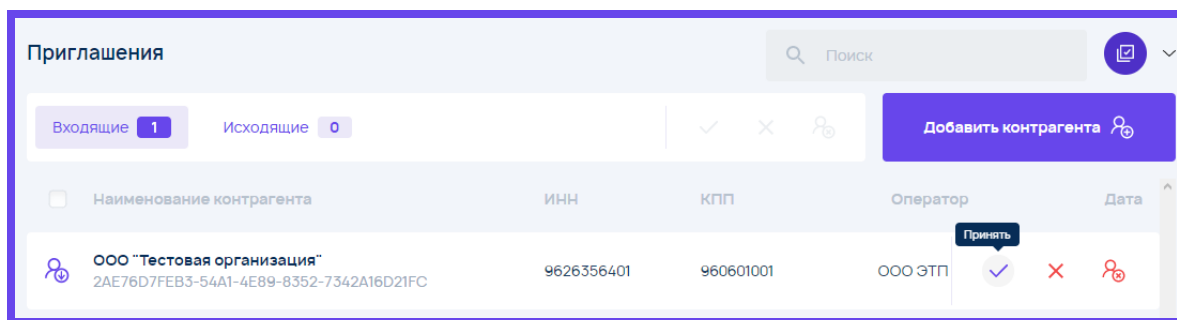 Приглашения
Поиск
Входящие 1
Исходящие 0
Добавить контрагента
Наименование контрагента
ИНН
КПП
Оператор
Дата
Принять
ООО "Тестовая организация"
2AE76D7FEB3-54A1-4E89-8352-7342A16D21FC
9626356401
960601001
ООО ЭТП